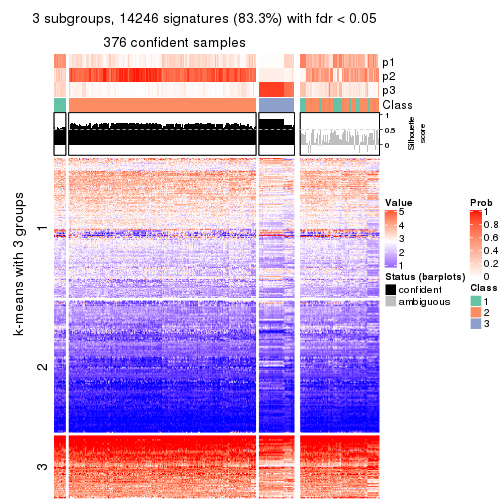 3 subgroups, 14246 signatures (83.3%) with fdr < 0.05
376 confident samples
p1
p2
p3
Class
1
0.5
0
Silhouette
score
k-means with 3 groups
1
2
3
Value
5
4
3
2
1
Status (barplots)
confident
ambiguous
Prob
1
0.8
0.6
0.4
0.2
0
Class
1
2
3